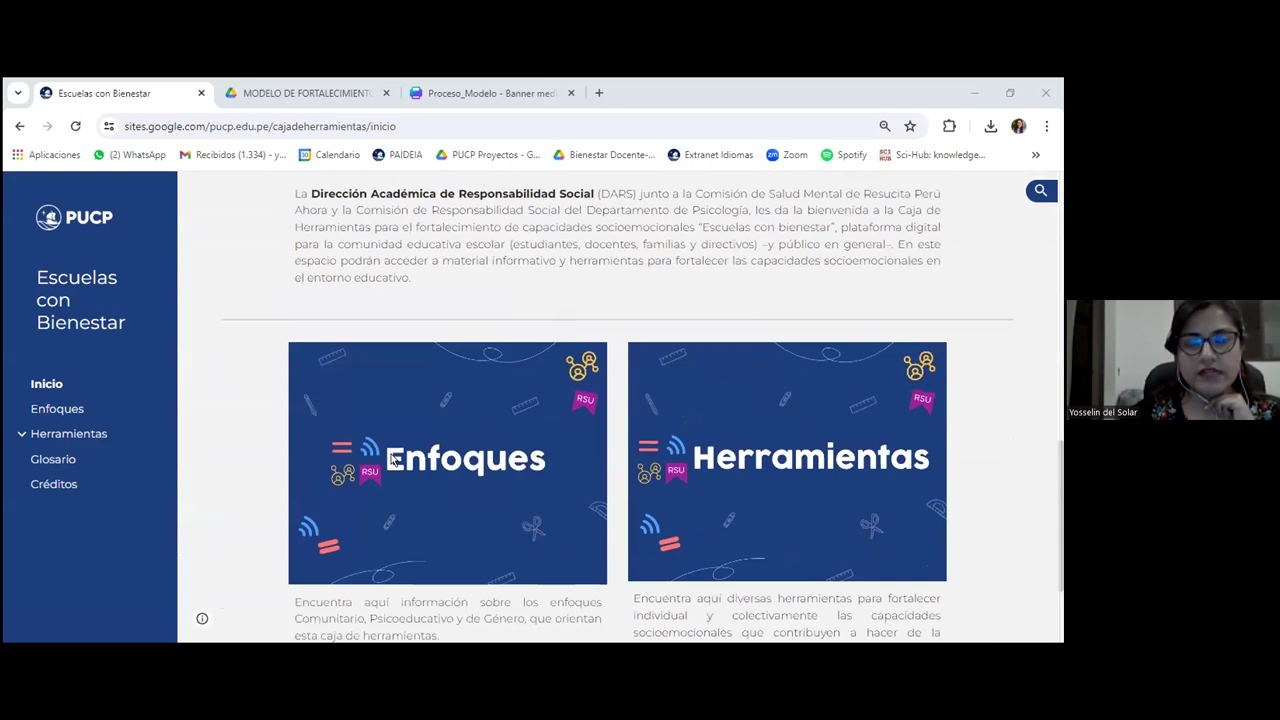 Escuelas con Bienestar
MODELO DE FORTALECIMIENTO
Proceso_Modelo - Banner medi
sites.google.com/pucp.edu.pe/cajadeherramientas/inicio
Aplicaciones
(2) WhatsApp
Recibidos (1.334) - y...
Calendario
PAIDEIA
PUCP Proyectos - G...
Bienestar Docente-...
Extranet Idiomas
Zoom
Spotify
SCI HUB
Sci-Hub: knowledge...
PUCP
Escuelas
con
Bienestar
Inicio
Enfoques
Herramientas
Glosario
Créditos
La Dirección Académica de Responsabilidad Social (DARS) junto a la Comisión de Salud Mental de Resucita Perú
Ahora y la Comisión de Responsabilidad Social del Departamento de Psicología, les da la bienvenida a la Caja de
Herramientas para el fortalecimiento de capacidades socioemocionales “Escuelas con bienestar”, plataforma digital
para la comunidad educativa escolar (estudiantes, docentes, familias y directivos) –y público en general–. En este
espacio podrán acceder a material informativo y herramientas para fortalecer las capacidades socioemocionales en
el entorno educativo.
RSU
RSU
Enfoques
RSU
RSU
Herramientas
Encuentra aquí información sobre los enfoques
Comunitario, Psicoeducativo y de Género, que orientan
esta caja de herramientas.
Encuentra aquí diversas herramientas para fortalecer
individual y colectivamente las capacidades
socioemocionales que contribuyen a hacer de la
Yosselin del Solar